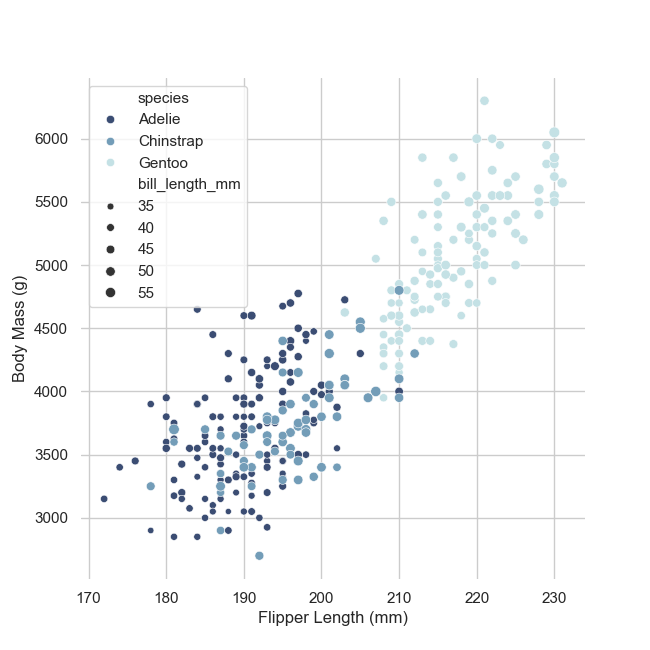 species
Adelie
Chinstrap
Gentoo
bill_length_mm
35
40
45
50
55
6000
5500
5000
4500
4000
3500
3000
Body Mass (g)
170 180 190 200 210 220 230
Flipper Length (mm)